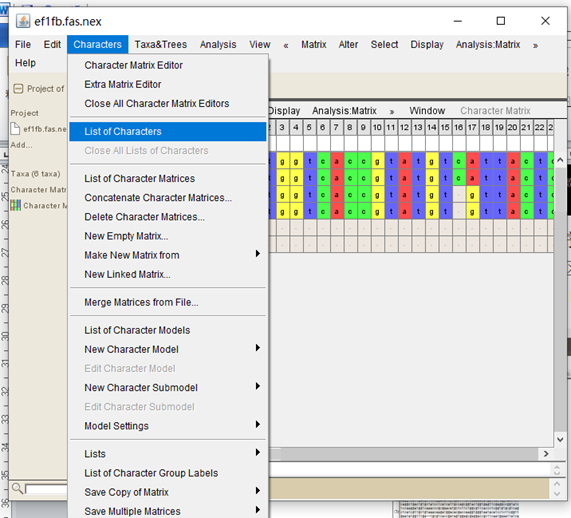 ef1fb.fas.nex
File Edit Characters Taxa&Trees Analysis View « Matrix Alter Select Display Analysis:Matrix »
Help
Character Matrix Editor
Extra Matrix Editor
Close All Character Matrix Editors
List of Characters
Close All Lists of Characters
List of Character Matrices
Concatenate Character Matrices...
Delete Character Matrices...
New Empty Matrix...
Make New Matrix from
New Linked Matrix...
Merge Matrices from File...
List of Character Models
New Character Model
Edit Character Model
New Character Submodel
Edit Character Submodel
Model Settings
Lists
List of Character Group Labels
Save Copy of Matrix
Save Multiple Matrices
Project of
Project
ef1fb.fas.ne
Add...
Taxa (6 taxa)
Character Matr
Character M
Display Analysis:Matrix » Window Character Matrix
3 4 5 6 7 8 9 10 11 12 13 14 15 16 17 18 19 20 21 22
g g t c a c c g t a t g t c a t t a c t c
g g t c a c c g t a t g t c a t t a c t c
g g t c a c c g t a t g t - g t t a c t c
g g t c a c c g t a t g t - g t t a c t c